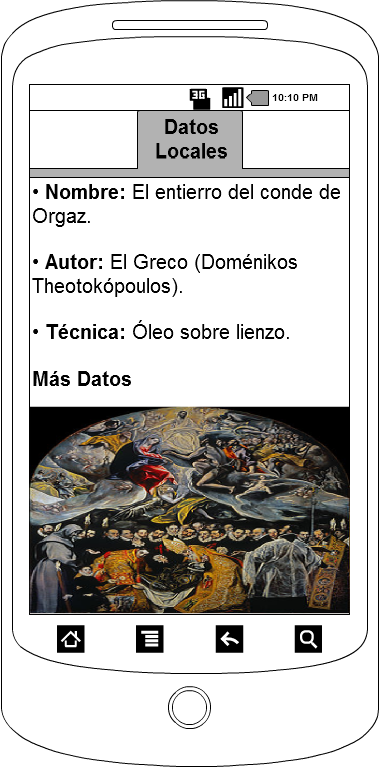 3G
10:10 PM
Datos
Locales
• Nombre: El entierro del conde de
Orgaz.
• Autor: El Greco (Doménikos
Theotokópoulos).
• Técnica: Óleo sobre lienzo.
Más Datos